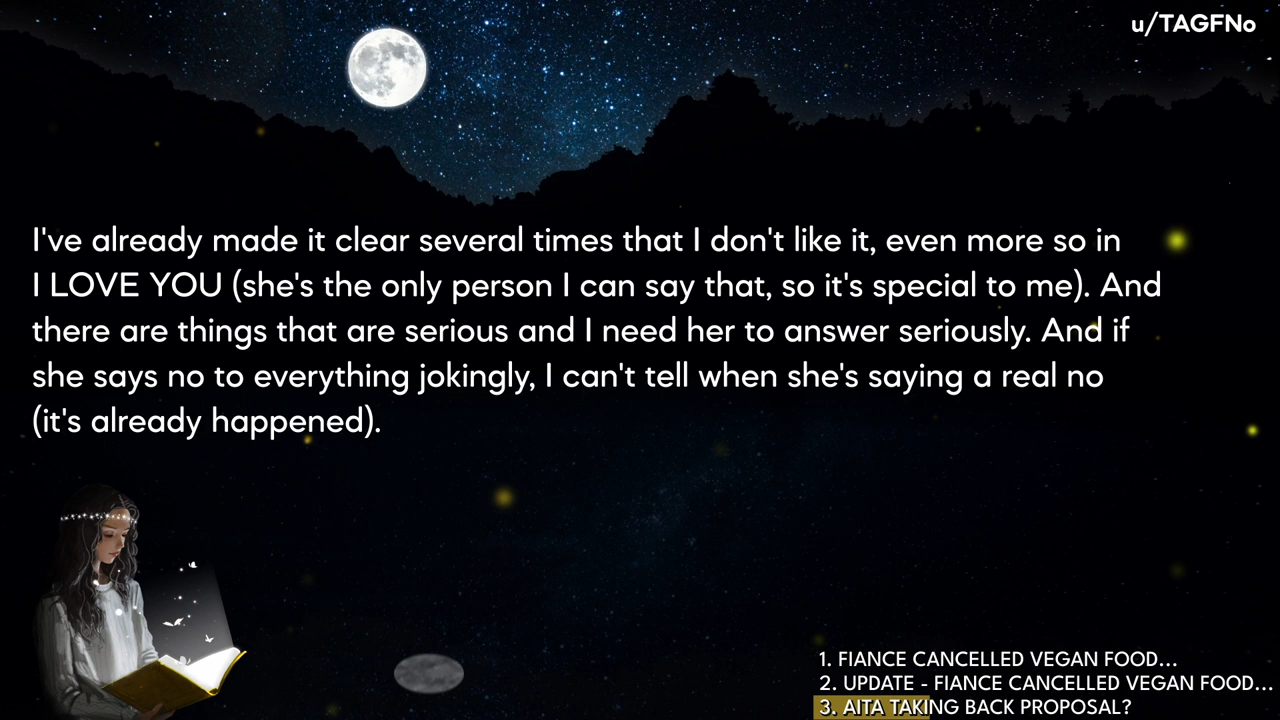 u/TAGFNo
I've already made it clear several times that I don't like it, even more so in
I LOVE YOU (she's the only person I can say that, so it's special to me). And
there are things that are serious and I need her to answer seriously. And if
she says no to everything jokingly, I can't tell when she's saying a real no
(it's already happened).
1. FIANCE CANCELLED VEGAN FOOD...
2. UPDATE - FIANCE CANCELLED VEGAN FOOD...
3. AITA TAKING BACK PROPOSAL?